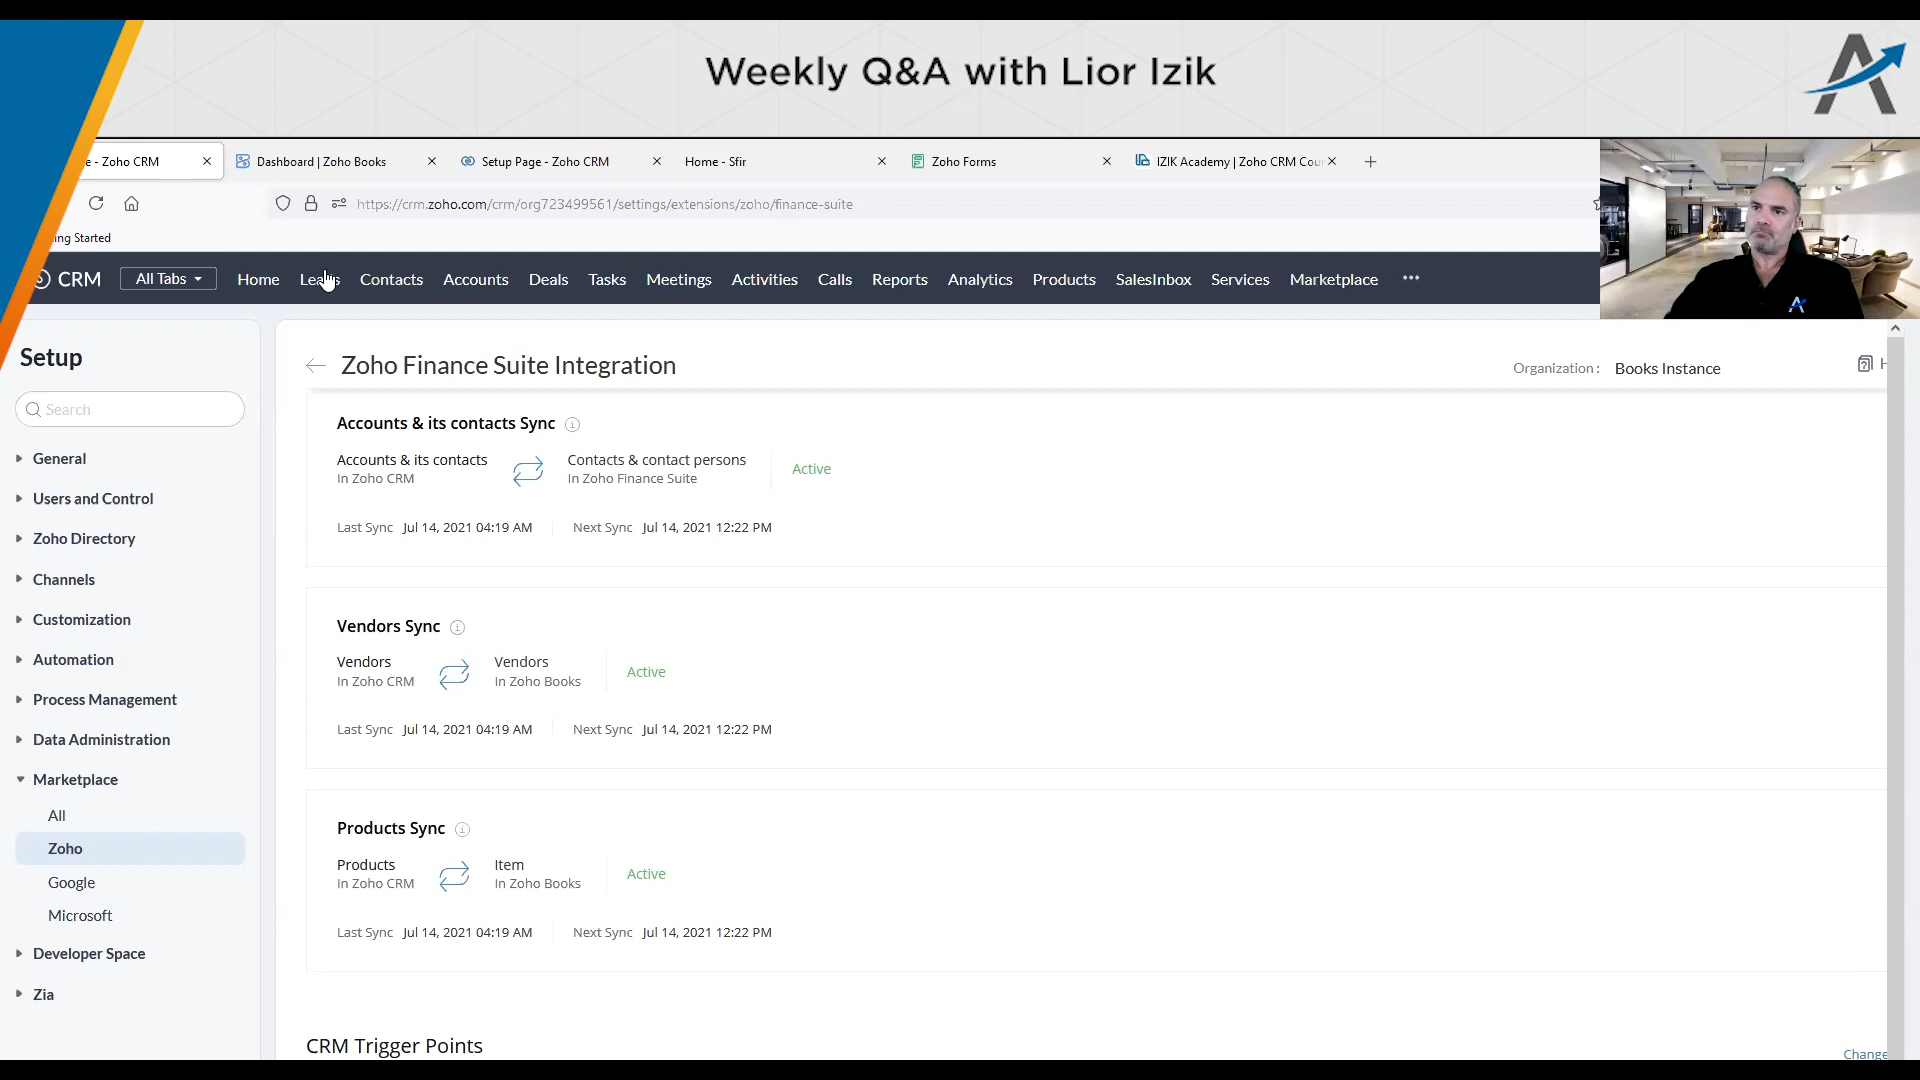 Weekly Q&A with Lior Izik
e - Zoho CRM
Dashboard | Zoho Books
Setup Page - Zoho CRM
Home - Sfir
Zoho Forms
IZIK Academy | Zoho CRM Cou
https://crm.zoho.com/crm/org723499561/settings/extensions/zoho/finance-suite
ing Started
CRM
All Tabs
Home
Leads
Contacts
Accounts
Deals
Tasks
Meetings
Activities
Calls
Reports
Analytics
Products
SalesInbox
Services
Marketplace
•••
Setup
Search
General
Users and Control
Zoho Directory
Channels
Customization
Automation
Process Management
Data Administration
Marketplace
All
Zoho
Google
Microsoft
Developer Space
Zia
Zoho Finance Suite Integration
Organization : Books Instance
H
Accounts & its contacts Sync
Accounts & its contacts
In Zoho CRM
Contacts & contact persons
In Zoho Finance Suite
Active
Last Sync Jul 14, 2021 04:19 AM
Next Sync Jul 14, 2021 12:22 PM
Vendors Sync
Vendors
In Zoho CRM
Vendors
In Zoho Books
Active
Last Sync Jul 14, 2021 04:19 AM
Next Sync Jul 14, 2021 12:22 PM
Products Sync
Products
In Zoho CRM
Item
In Zoho Books
Active
Last Sync Jul 14, 2021 04:19 AM
Next Sync Jul 14, 2021 12:22 PM
CRM Trigger Points
Change